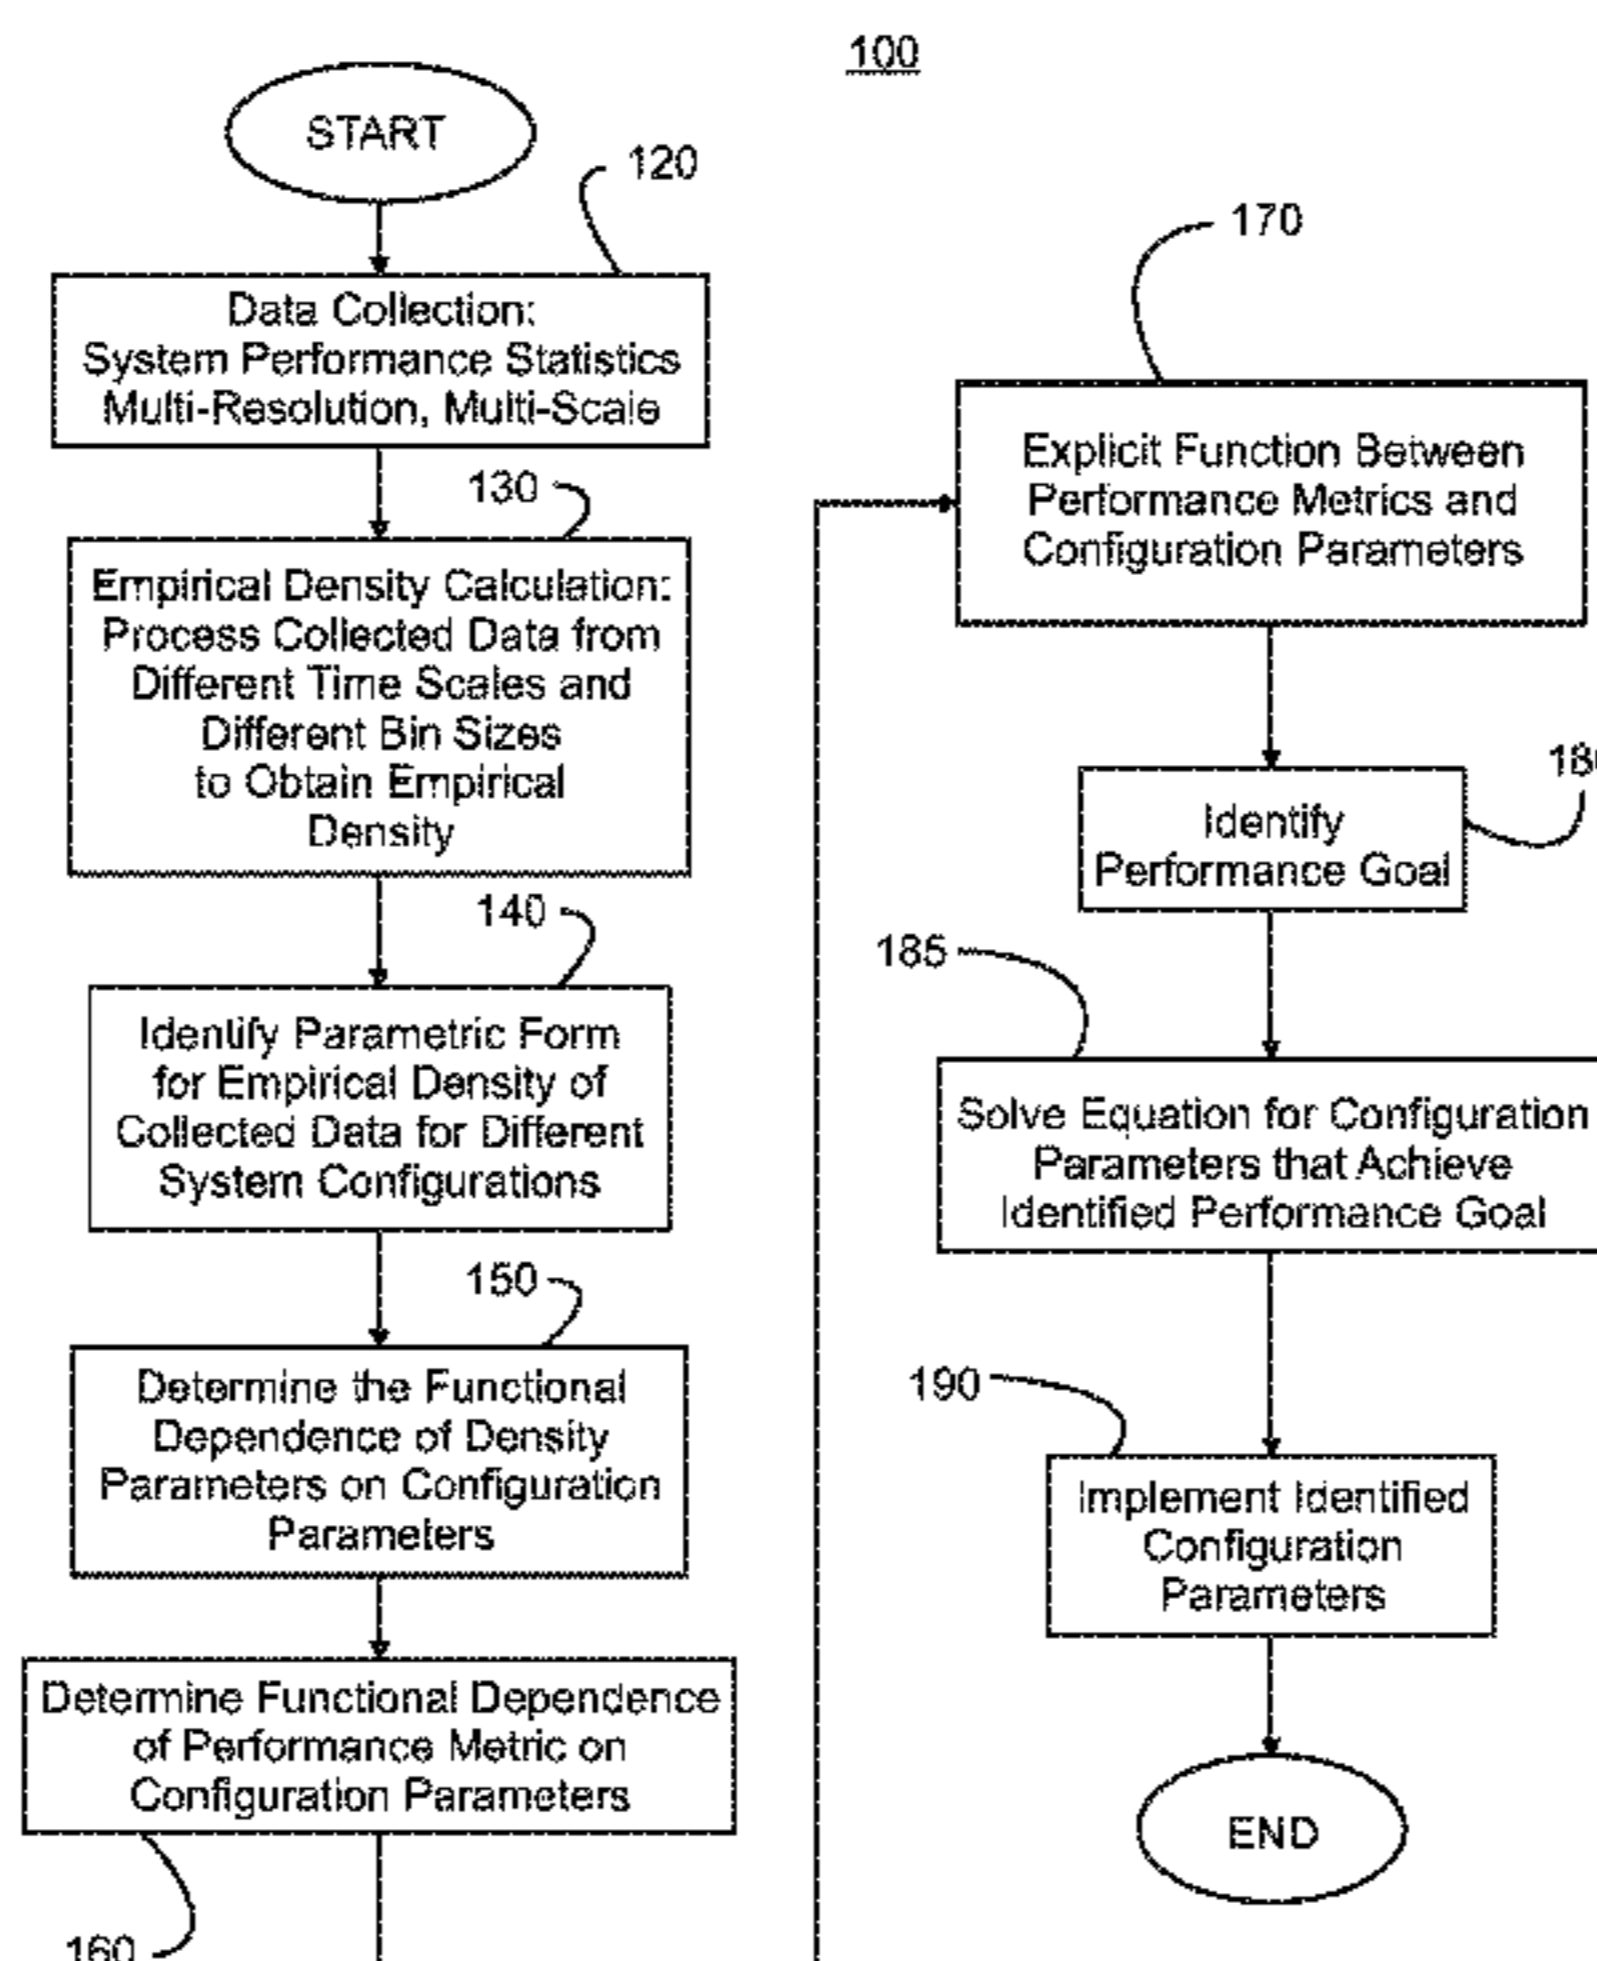 100
START
120
Data Collection:
System Performance Statistics
Multi-Resolution, Multi-Scale
130
Empirical Density Calculation:
Process Collected Data from
Different Time Scales and
Different Bin Sizes
to Obtain Empirical
Density
140
Identify Parametric Form
for Empirical Density of
Collected Data for Different
System Configurations
150
Determine the Functional
Dependence of Density
Parameters on Configuration
Parameters
Determine Functional Dependence
of Performance Metric on
Configuration Parameters
160
170
Explicit Function Between
Performance Metrics and
Configuration Parameters
Identify
Performance Goal
185
Solve Equation for Configuration
Parameters that Achieve
Identified Performance Goal
190
Implement Identified
Configuration
Parameters
END